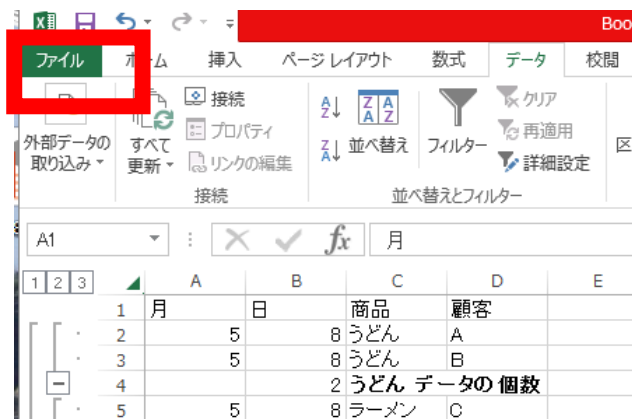 Boo
ファイル ホーム 挿入 ページ レイアウト 数式 データ 校閲
接続 クリア
プロパティ 再適用
外部データの すべて 並べ替え フィルター
取り込み 更新 リンクの編集 詳細設定 区
接続 並べ替えとフィルター
A1 fx 月
1 2 3 A B C D E
1 月 日 商品 顧客
2 5 8 うどん A
3 5 8 うどん B
4 2 うどん データの 個数
5 5 8 ラーメン C